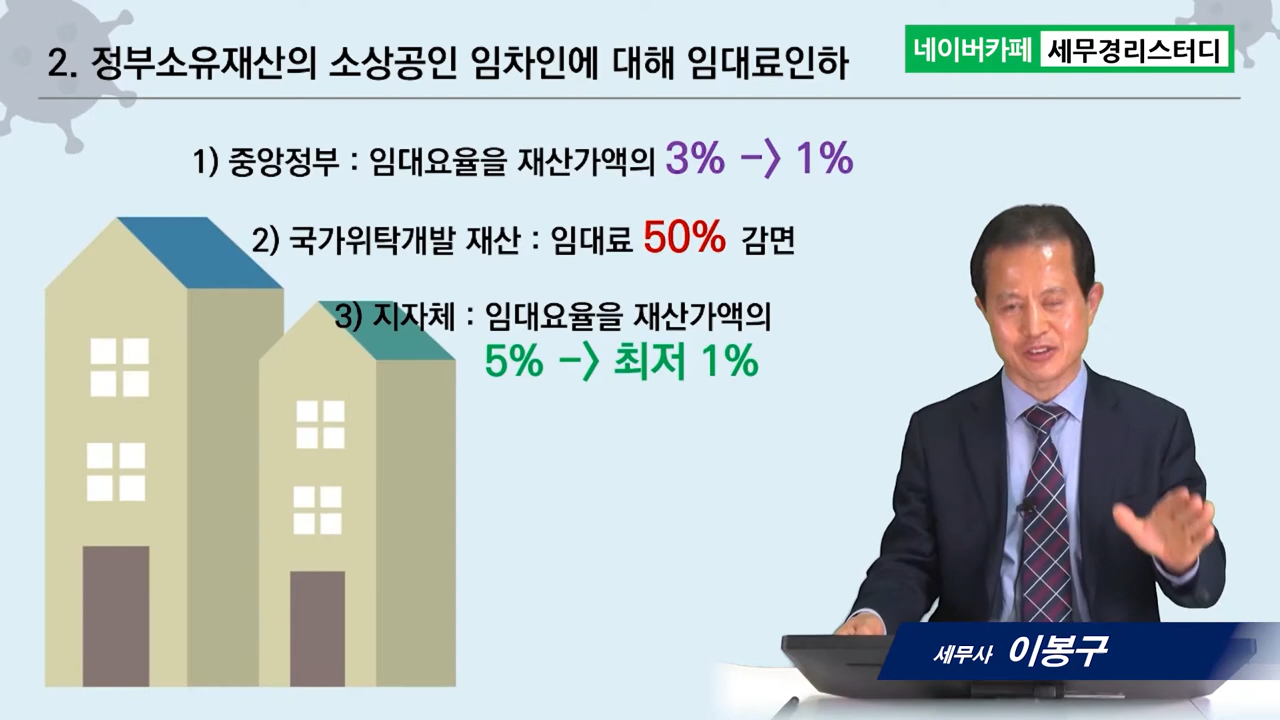 2. 정부소유재산의 소상공인 임차인에 대해 임대료인하
네이버카페 세무경리스터디
1) 중앙정부 : 임대요율을 재산가액의 3% -> 1%
2) 국가위탁개발 재산 : 임대료 50% 감면
3) 지자체 : 임대요율을 재산가액의
5% -> 최저 1%
세무사 이봉구